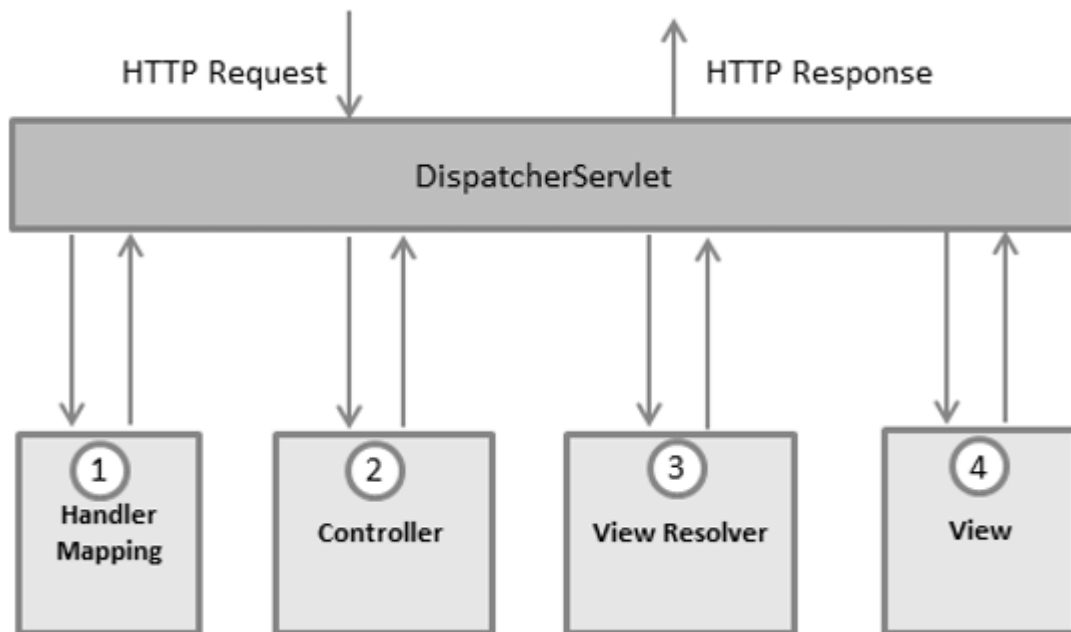 HTTP Request
HTTP Response
DispatcherServlet
1
Handler
Mapping
2
Controller
3
View Resolver
4
View